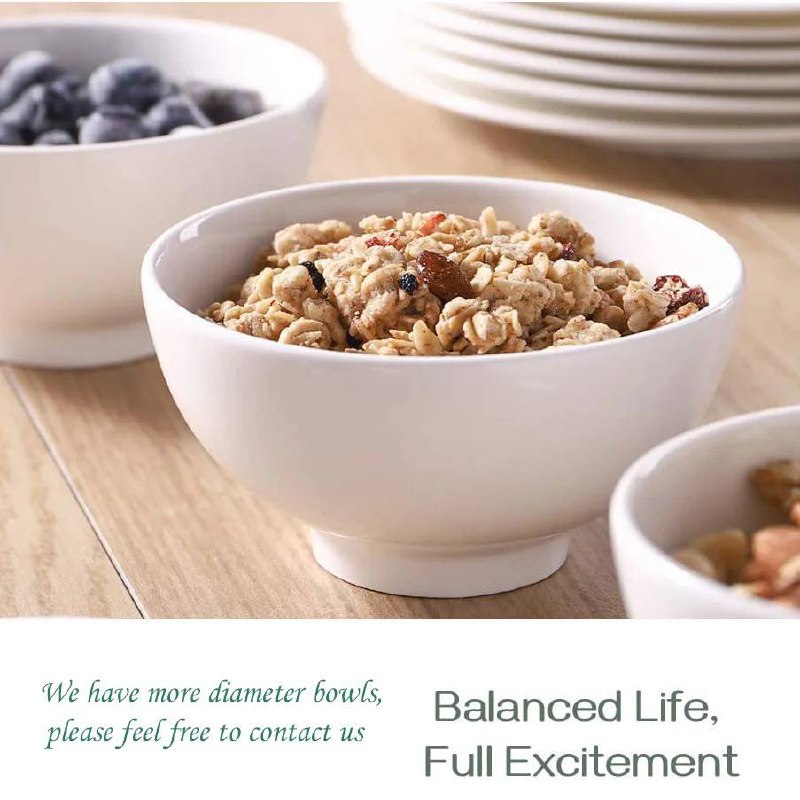 We have more diameter bowls,
please feel free to contact us
Balanced Life,
Full Excitement